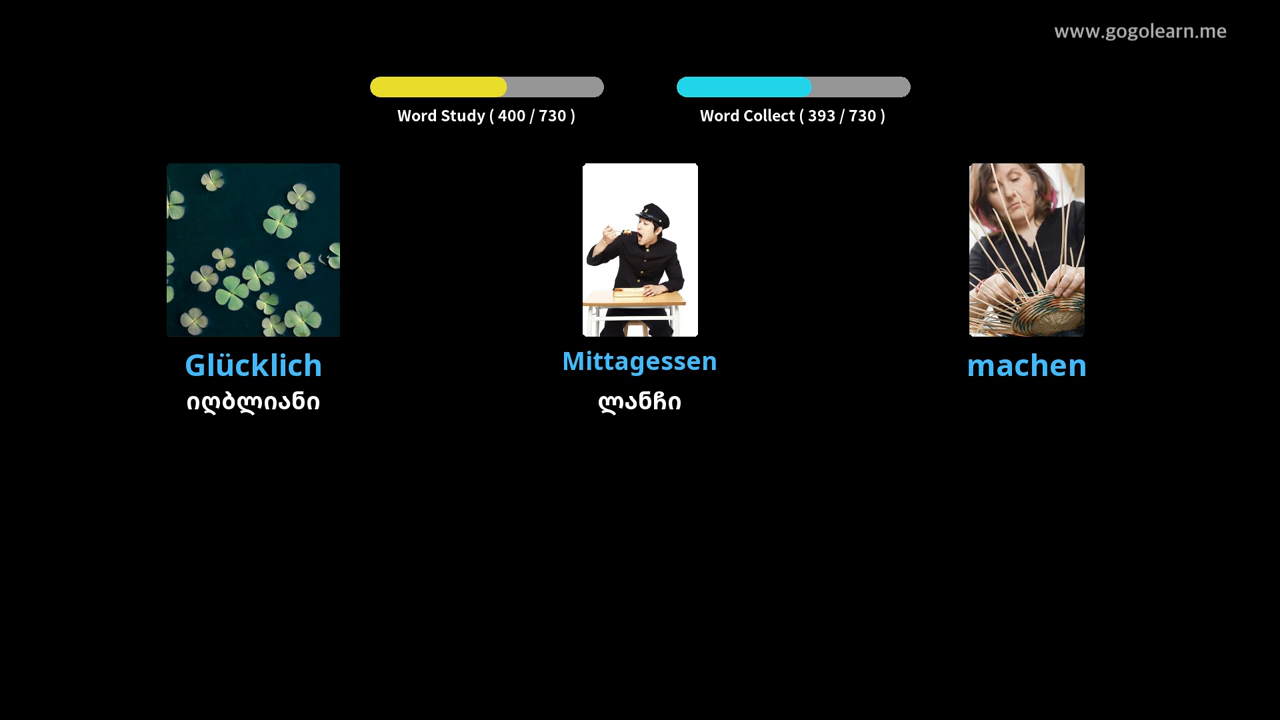 www.gogolearn.me
Word Study ( 400 / 730 )
Word Collect ( 393 / 730 )
Glücklich
იღბლიანი
Mittagessen
ლანჩი
machen